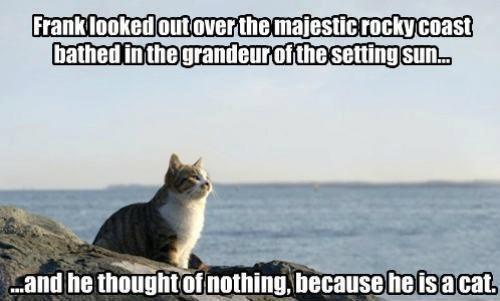 Frank looked out over the majestic rocky coast
bathed in the grandeur of the setting sun...
...and he thought of nothing, because he is a cat.